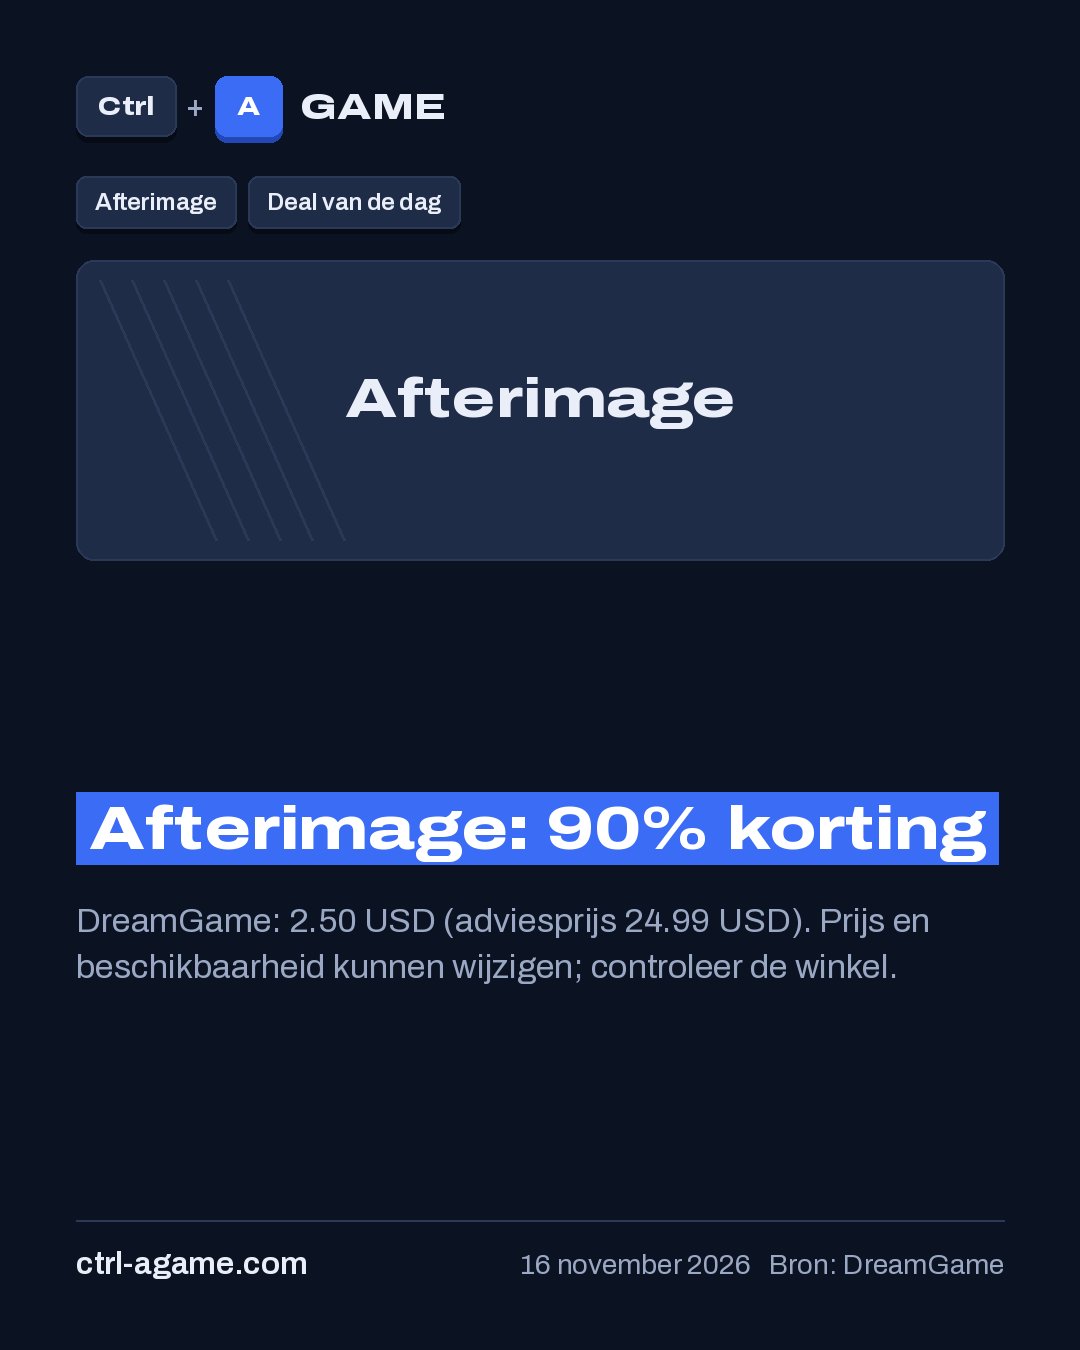 Ctrl + A GAME
Afterimage Deal van de dag
Afterimage
Afterimage: 90% korting
DreamGame: 2.50 USD (adviesprijs 24.99 USD). Prijs en
beschikbaarheid kunnen wijzigen; controleer de winkel.
ctrl-agame.com 16 november 2026 Bron: DreamGame